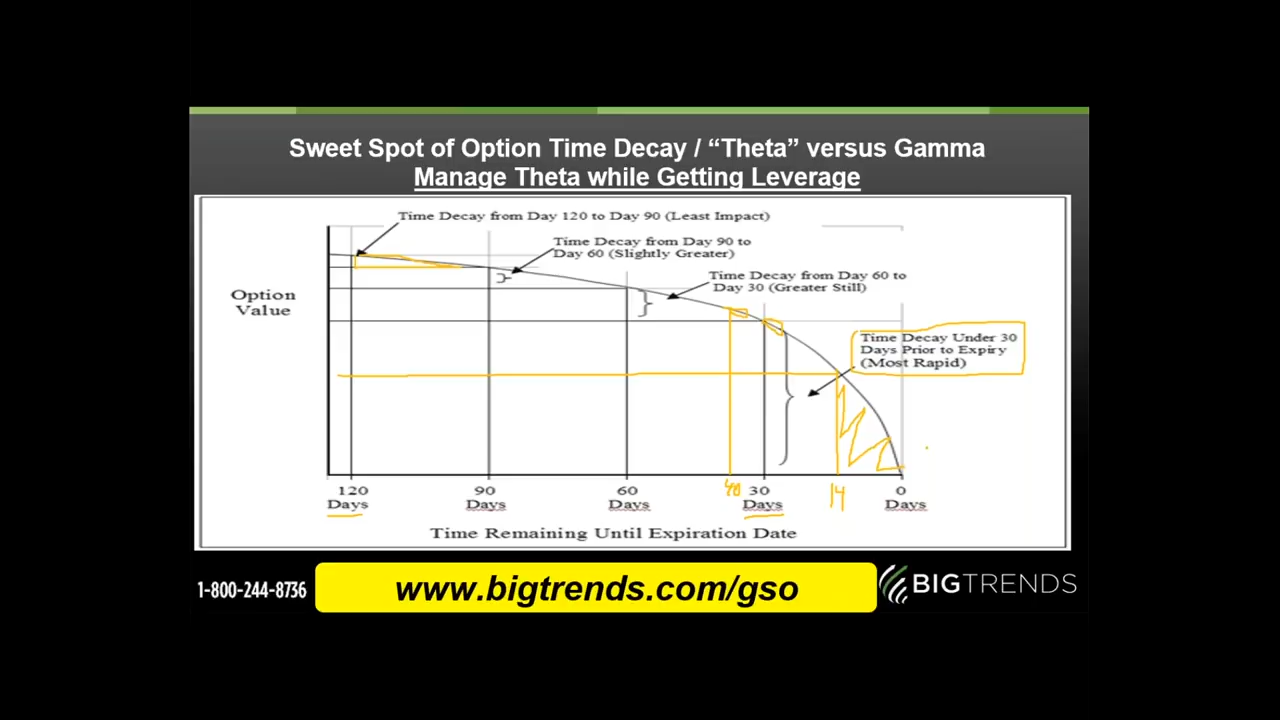 Sweet Spot of Option Time Decay / “Theta” versus Gamma
Manage Theta while Getting Leverage
Time Decay from Day 120 to Day 90 (Least Impact)
Time Decay from Day 90 to
Day 60 (Slightly Greater)
Time Decay from Day 60 to
Day 30 (Greater Still)
Option
Value
Time Decay Under 30
Days Prior to Expiry
(Most Rapid)
120
Days
90
Days
60
Days
40
30
Days
14
0
Days
Time Remaining Until Expiration Date
1-800-244-8736
www.bigtrends.com/gso
BIGTRENDS